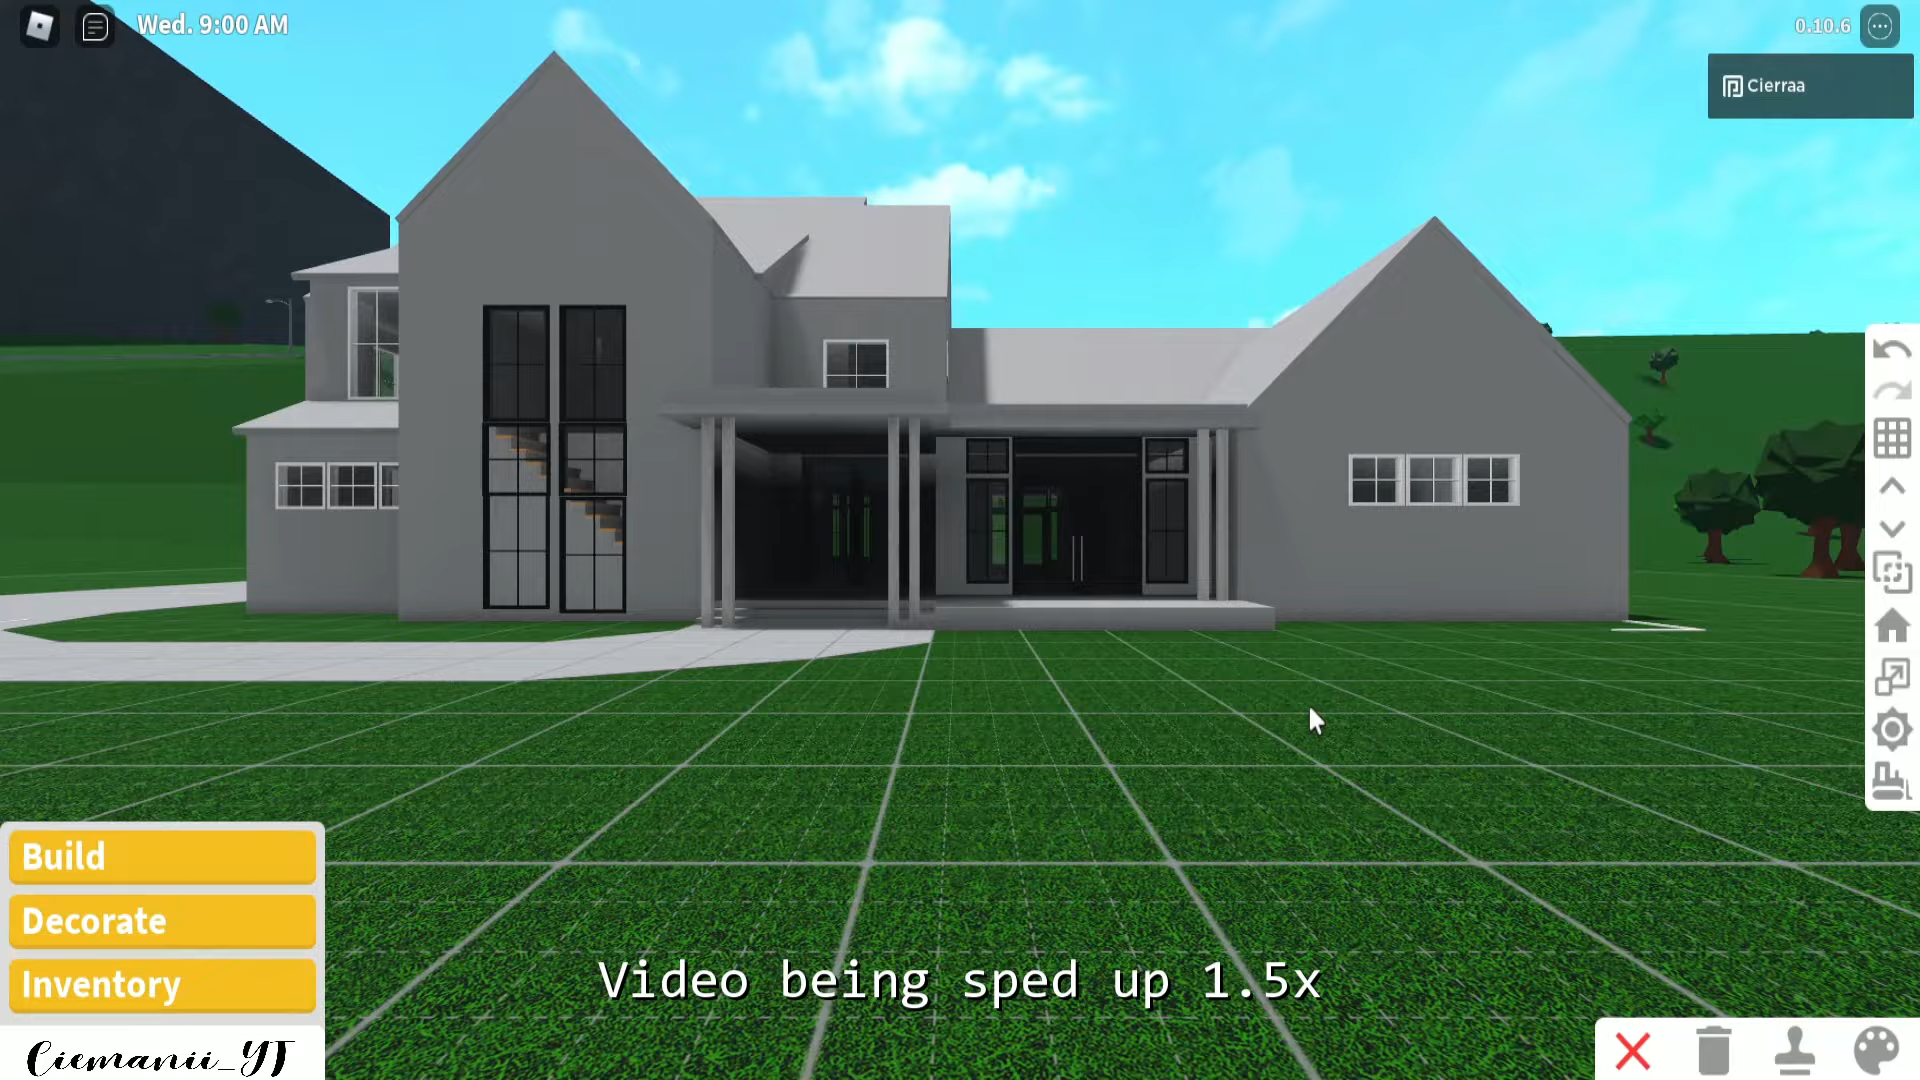 Wed. 9:00 AM
0.10.6
Cierraa
Build
Decorate
Inventory
Video being sped up 1.5x
Ciemanii_YT